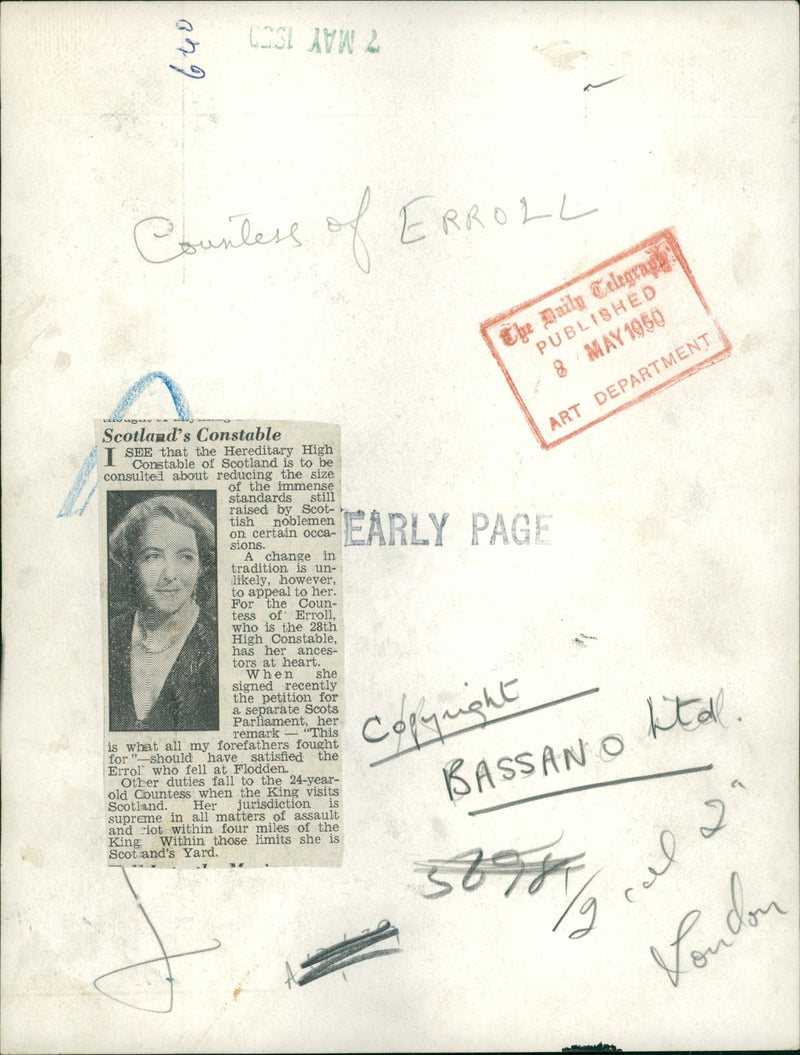 640
7 MAY 1950
Countess of ERROLL
The Daily Telegraph
PUBLISHED
8 MAY 1950
ART DEPARTMENT
Scotland's Constable
I SEE that the Hereditary High
Constable of Scotland is to be
consulted about reducing the size
of the immense
standards still
raised by Scot-
tish noblemen
on certain occa-
sions.
A change in
tradition is un-
likely, however,
to appeal to her.
For the Coun-
tess of Erroll,
who is the 28th
High Constable,
has her ances-
tors at heart.
When she
signed recently
the petition for
a separate Scots
Parliament, her
remark — "This
is what all my forefathers fought
for"—should have satisfied the
Errol who fell at Flodden.
Other duties fall to the 24-year-
old Countess when the King visits
Scotland. Her jurisdiction is
supreme in all matters of assault
and riot within four miles of the
King. Within those limits she is
Scotland's Yard.
EARLY PAGE
Copyright
BASSANO Ltd.
1/2 col 2"
London